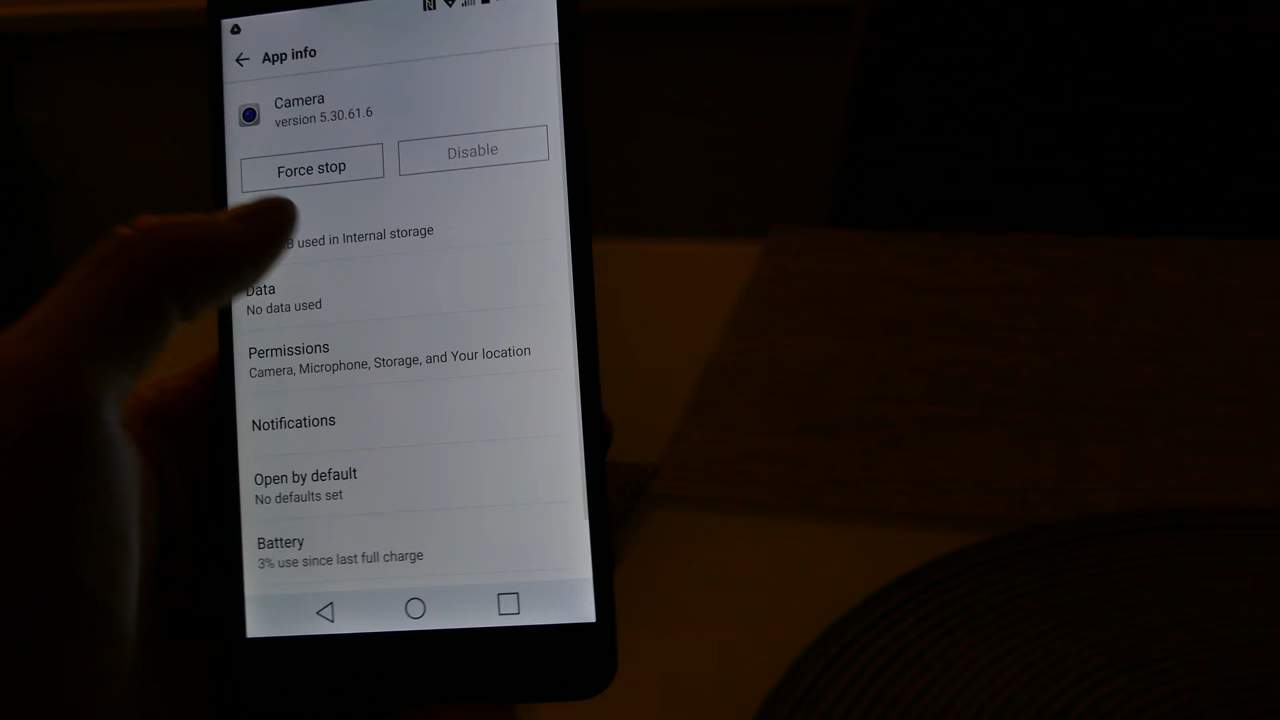 App info
Camera
version 5.30.61.6
Force stop
Disable
used in Internal storage
Data
No data used
Permissions
Camera, Microphone, Storage, and Your location
Notifications
Open by default
No defaults set
Battery
3% use since last full charge